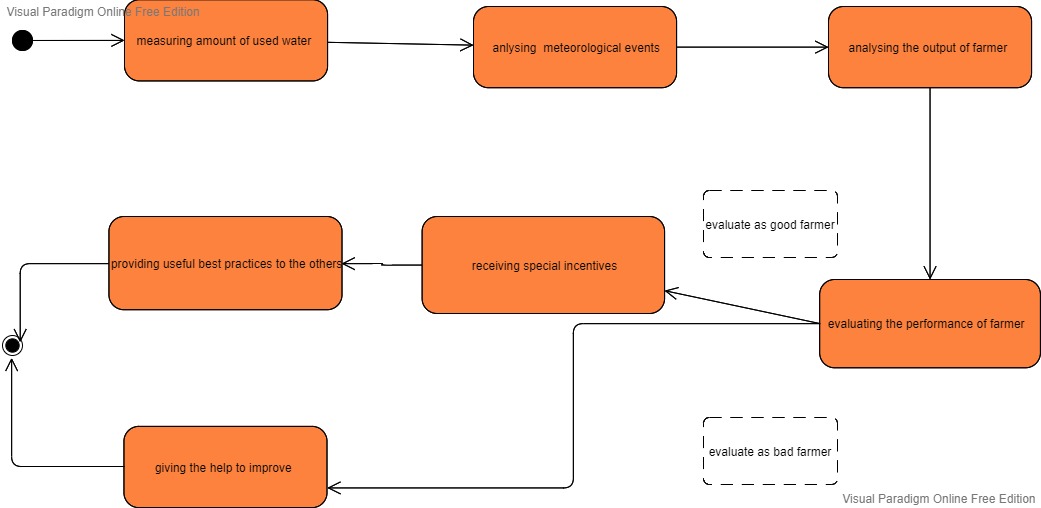 Visual Paradigm Online Free Edition
measuring amount of used water
anlysing meteorological events
analysing the output of farmer
evaluate as good farmer
providing useful best practices to the others
receiving special incentives
evaluating the performance of farmer
evaluate as bad farmer
giving the help to improve
Visual Paradigm Online Free Edition